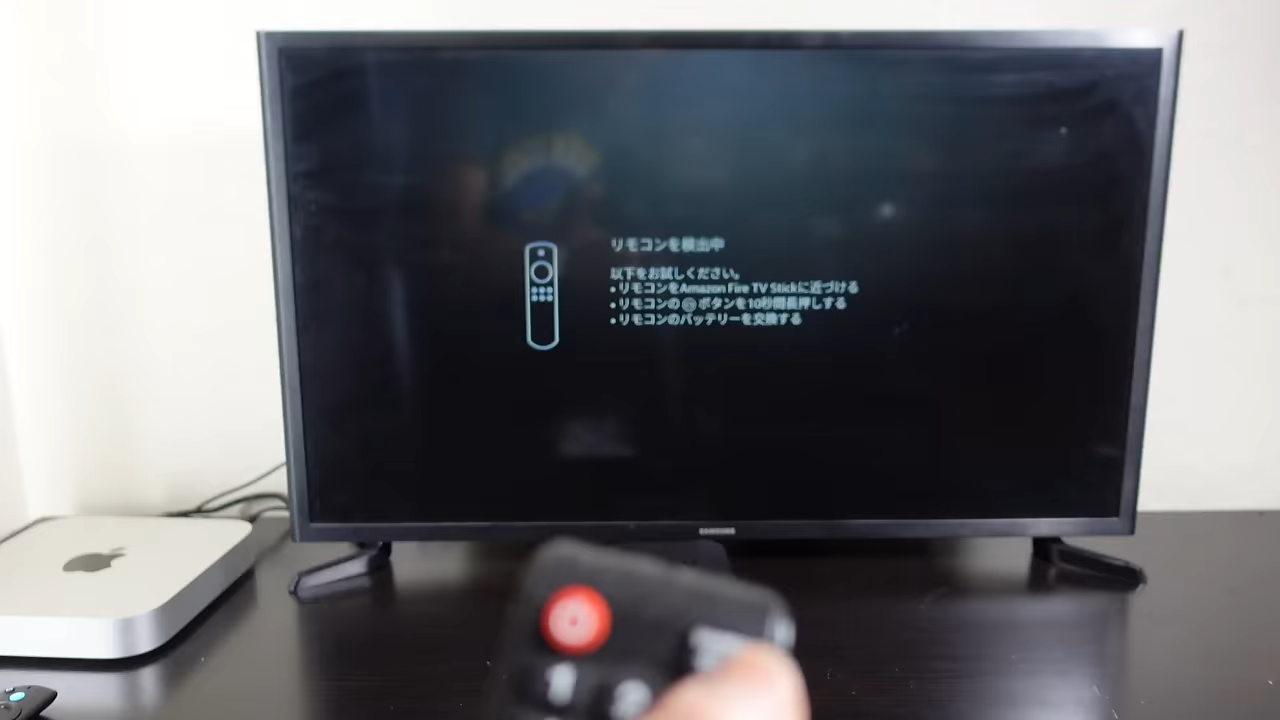 リモコンを検出中
以下をお試しください。
• リモコンをAmazon Fire TV Stickに近づける
• リモコンの ボタンを10秒間長押しする
• リモコンのバッテリーを交換する
SAMSUNG
1